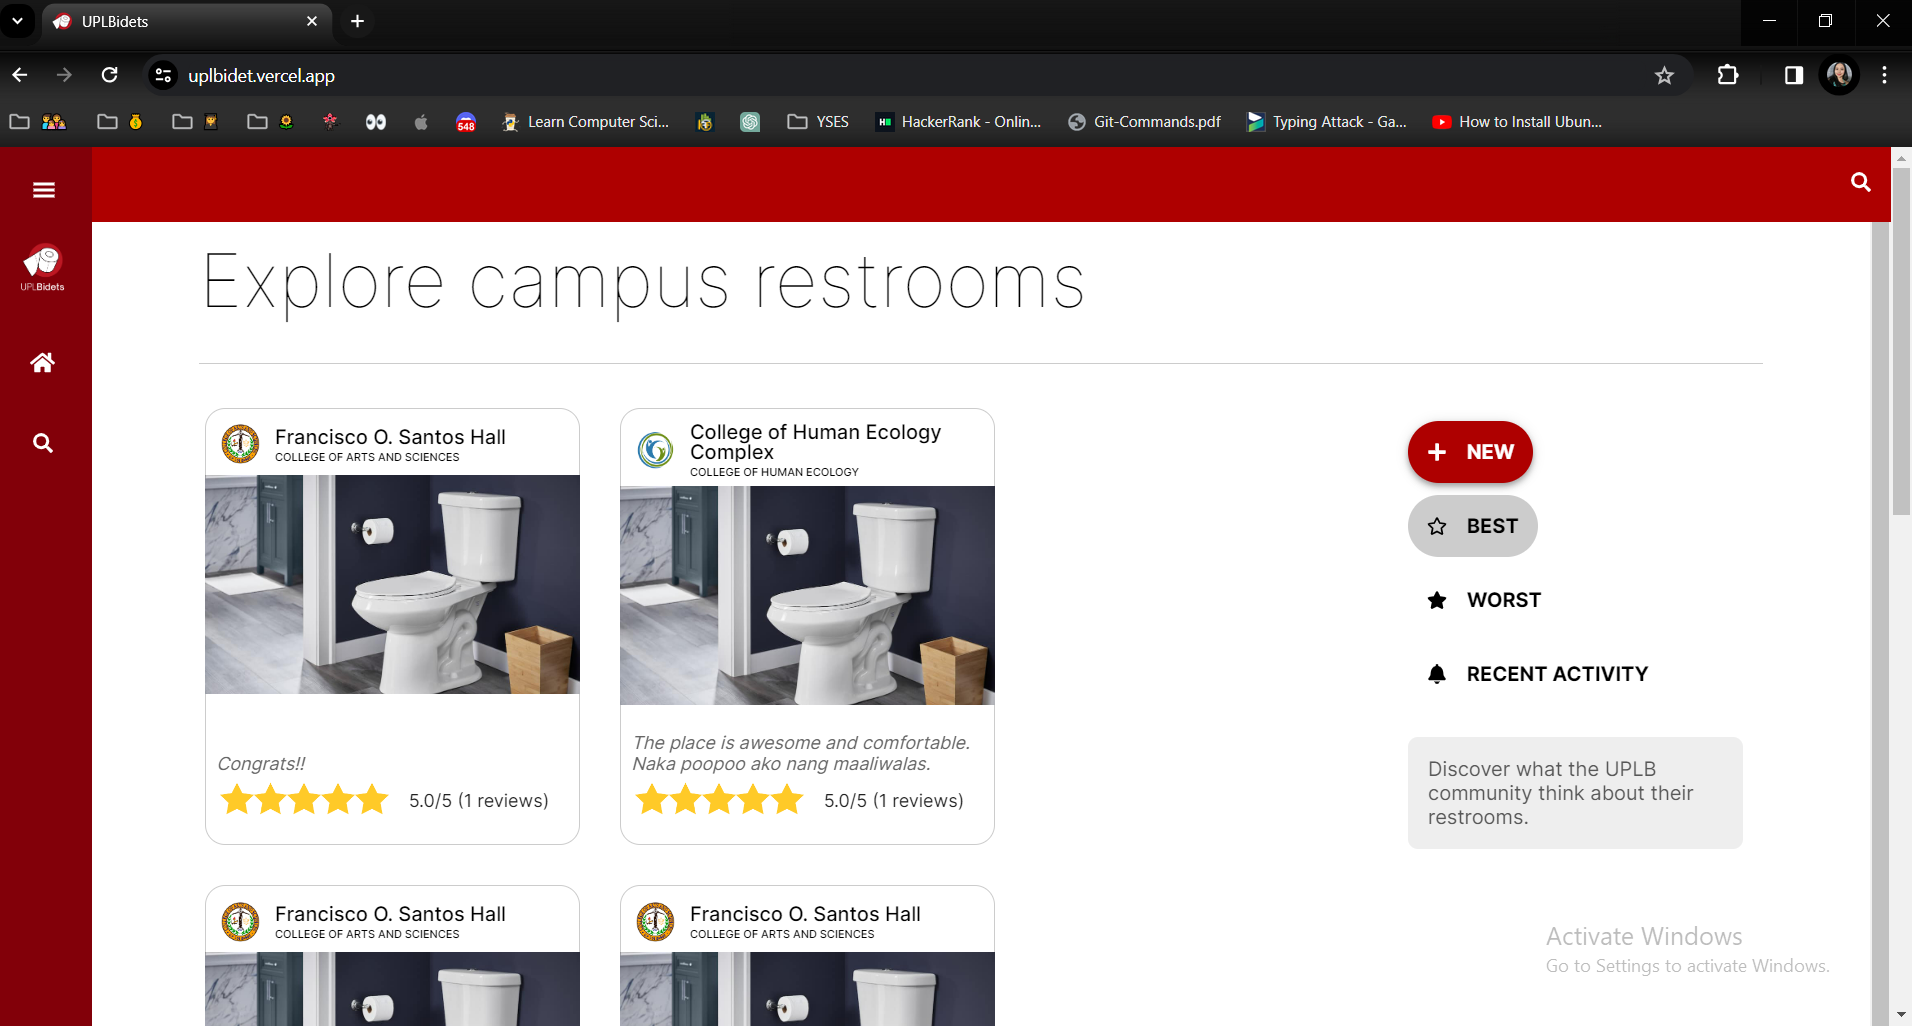 UPLBidets
uplbidet.vercel.app
548
Learn Computer Sci...
YSES
HackerRank - Onlin...
Git-Commands.pdf
Typing Attack - Ga...
How to Install Ubun...
UPLBidets
Explore campus restrooms
Francisco O. Santos Hall
COLLEGE OF ARTS AND SCIENCES
Congrats!!
5.0/5 (1 reviews)
College of Human Ecology
Complex
COLLEGE OF HUMAN ECOLOGY
The place is awesome and comfortable.
Naka poopoo ako nang maaliwalas.
5.0/5 (1 reviews)
NEW
BEST
WORST
RECENT ACTIVITY
Discover what the UPLB
community think about their
restrooms.
Francisco O. Santos Hall
COLLEGE OF ARTS AND SCIENCES
Francisco O. Santos Hall
COLLEGE OF ARTS AND SCIENCES
Activate Windows
Go to Settings to activate Windows.